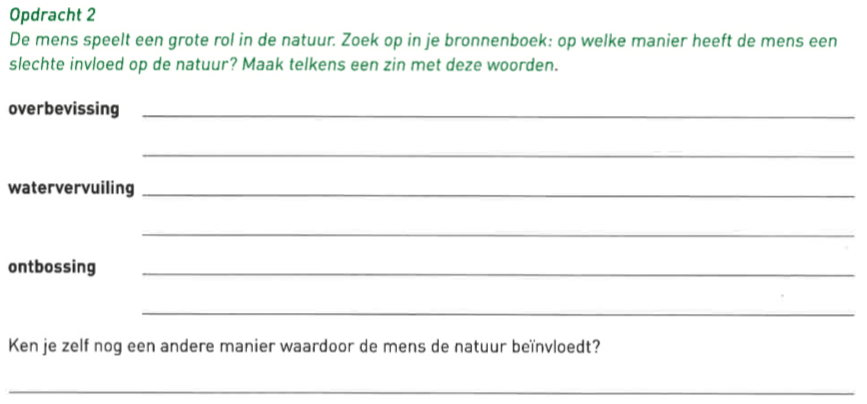 Opdracht 2
De mens speelt een grote rol in de natuur. Zoek op in je bronnenboek: op welke manier heeft de mens een
slechte invloed op de natuur? Maak telkens een zin met deze woorden.
overbevissing
watervervuiling
ontbossing
Ken je zelf nog een andere manier waardoor de mens de natuur beïnvloedt?